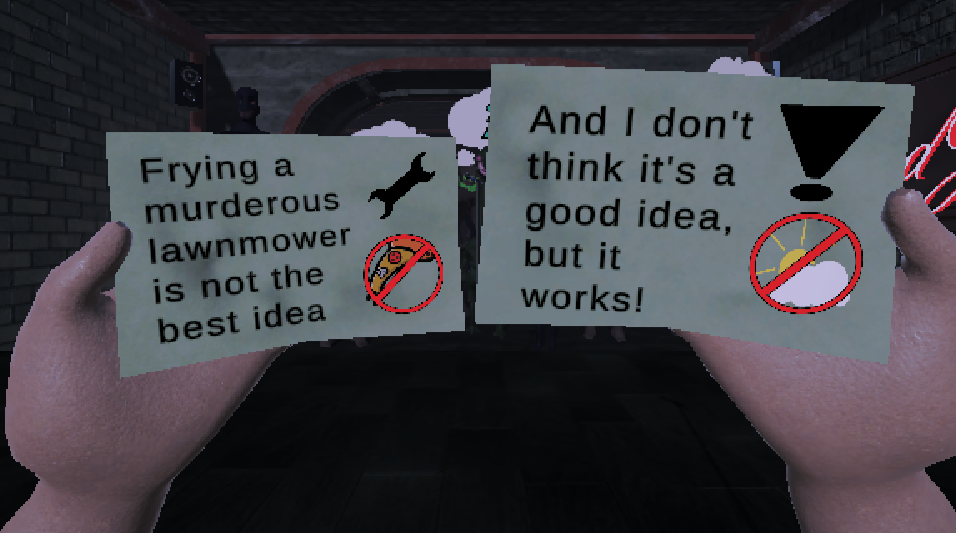 Frying a
murderous
lawnmower
is not the
best idea
And I don't
think it's a
good idea,
but it
works!